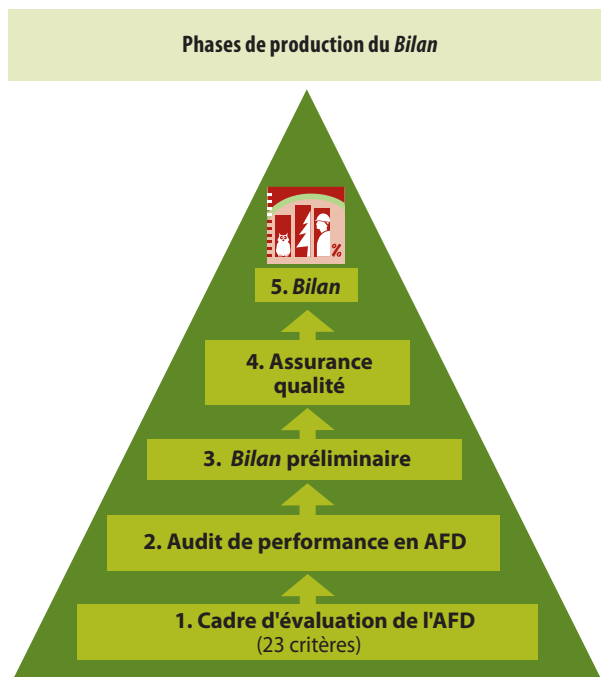 Phases de production du Bilan
%
5. Bilan
4. Assurance
qualité
3. Bilan préliminaire
2. Audit de performance en AFD
1. Cadre d'évaluation de l'AFD
(23 critères)